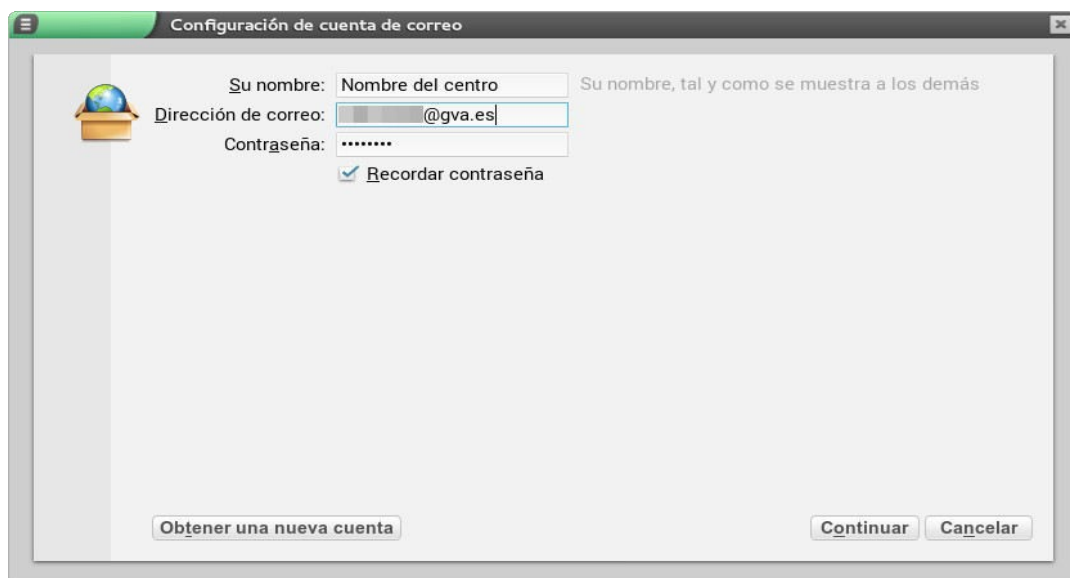 Configuración de cuenta de correo
Su nombre: Nombre del centro Su nombre, tal y como se muestra a los demás
Dirección de correo: @gva.es
Contraseña: ••••••••
Recordar contraseña
Obtener una nueva cuenta Continuar Cancelar